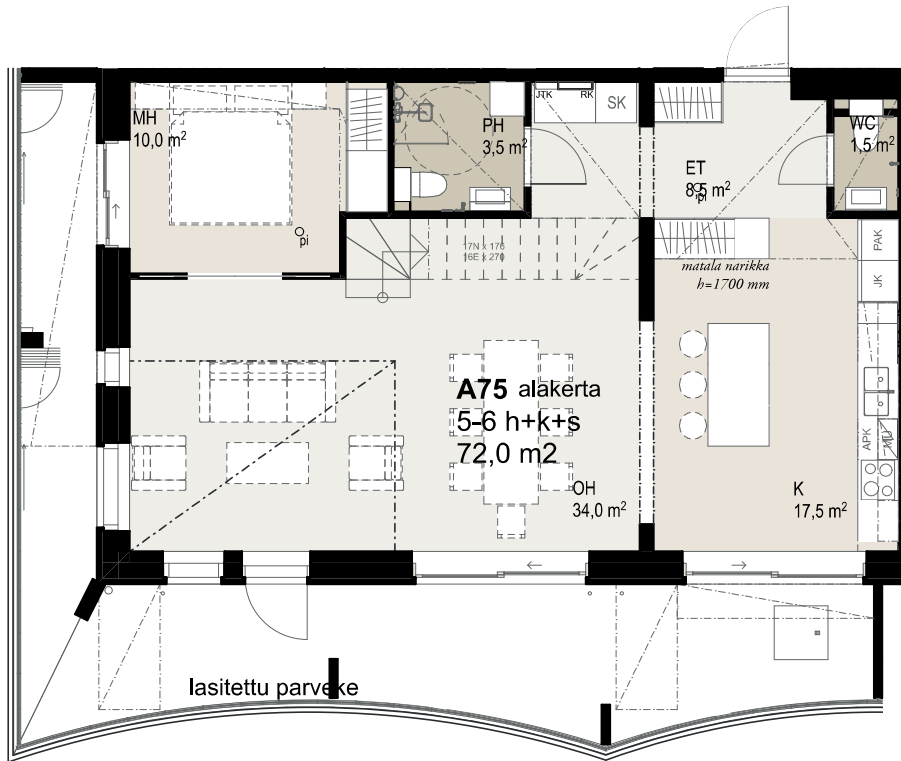 MH
10,0 m²
PH
3,5 m²
JTK
RK
SK
WC
1,5 m²
ET
8,5 m²
pi
pi
17N x 176
16E x 270
matala narikka
h=1700 mm
PAK
JK
A75 alakerta
5-6 h+k+s
72,0 m2
APK
MU
OH
34,0 m²
K
17,5 m²
lasitettu parveke